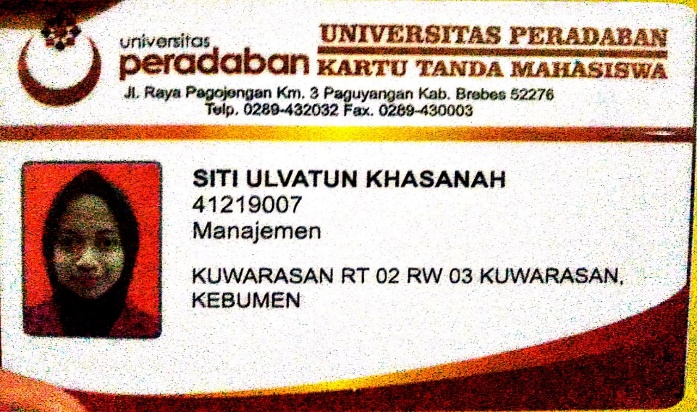 universitas
peradaban
UNIVERSITAS PERADABAN
KARTU TANDA MAHASISWA
Jl. Raya Pagojengan Km. 3 Paguyangan Kab. Brebes 52276
Telp. 0289-432032 Fax. 0289-430003
SITI ULVATUN KHASANAH
41219007
Manajemen
KUWARASAN RT 02 RW 03 KUWARASAN,
KEBUMEN